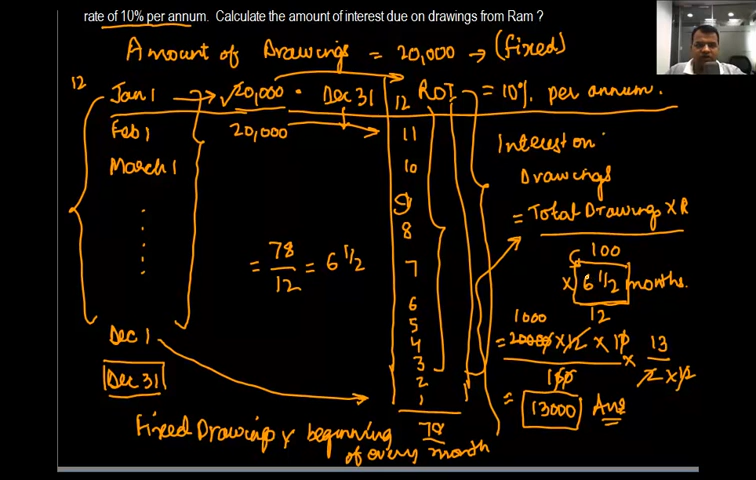 rate of 10% per annum. Calculate the amount of interest due on drawings from Ram ?
Amount of Drawings = 20,000 → (fixed)
12
Jan 1 → √20,000 · Dec 31 12 ROI = 10% per annum.
Feb 1 20,000 11
March 1 10
9
8
7
6
5
4
3
2
1
78
= 78/12 = 6 1/2
Dec 1
Dec 31
Interest on
Drawings
= Total Drawings X R
100
x 6 1/2 months.
12
1000
= 20000 x 12 x 10 x 13
100 2 x 12
= 13000 Ans
Fixed Drawing x beginning
of every month